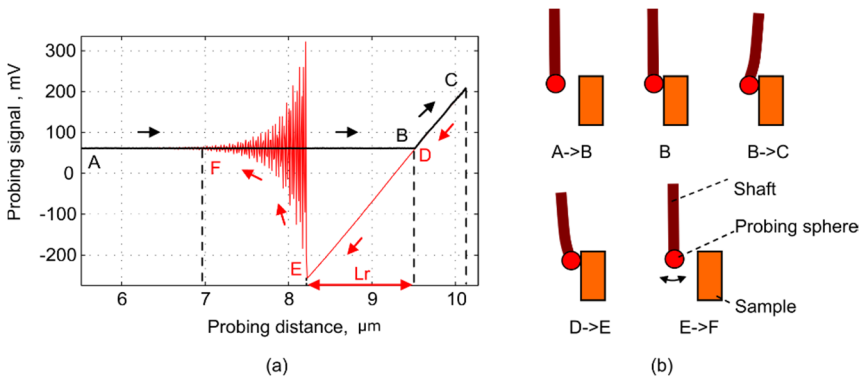 (a)
Probing signal , mV
300
200
100
0
-100
-200
A
F
B
C
D
E
Lr
6
7
8
9
10
Probing distance, µm
A->B
B
B->C
D->E
E->F
Shaft
Probing sphere
Sample
(a)
(b)